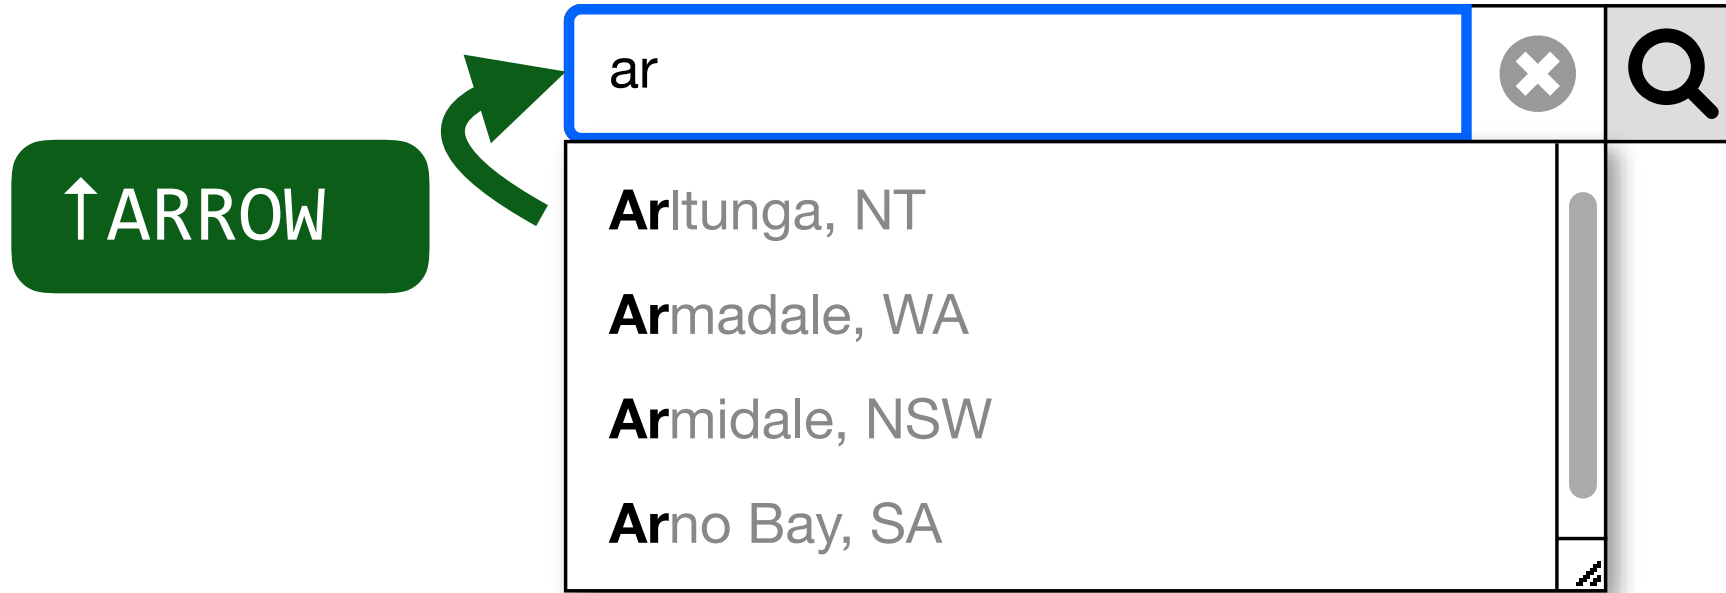 ar
↑ARROW
Arltunga, NT
Armadale, WA
Armidale, NSW
Arno Bay, SA